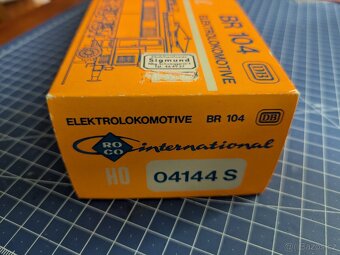 BR 104
ELEKTROLOKOMOTIVE
DB
Sigmund
ELEKTROLOKOMOTIVE BR 104 DB
ROCO international
HO
04144 S